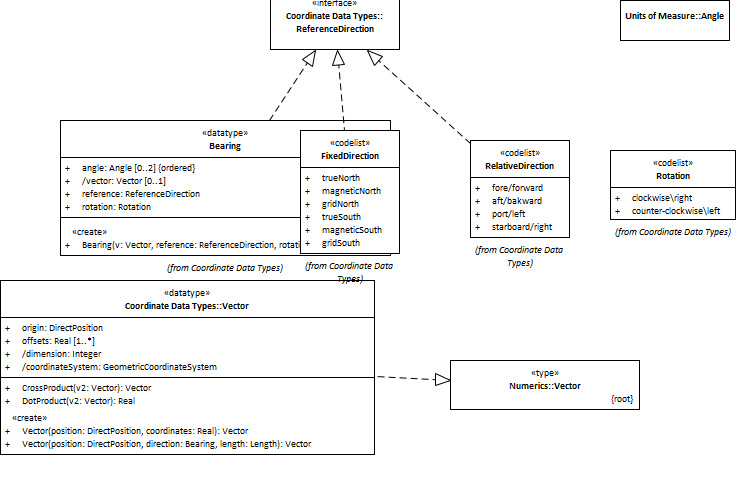 «interface»
Coordinate Data Types::
ReferenceDirection
Units of Measure::Angle
«datatype»
Bearing
+ angle: Angle [0..2] {ordered}
+ /vector: Vector [0..1]
+ reference: ReferenceDirection
+ rotation: Rotation
«create»
+ Bearing(v: Vector, reference: ReferenceDirection, rotati
(from Coordinate Data Types)
«codelist»
FixedDirection
+ trueNorth
+ magneticNorth
+ gridNorth
+ trueSouth
+ magneticSouth
+ gridSouth
(from Coordinate Data
Types)
«codelist»
RelativeDirection
+ fore/forward
+ aft/bakward
+ port/left
+ starboard/right
(from Coordinate Data
Types)
«codelist»
Rotation
+ clockwise\right
+ counter-clockwise\left
(from Coordinate Data Types)
«datatype»
Coordinate Data Types::Vector
+ origin: DirectPosition
+ offsets: Real [1..*]
+ /dimension: Integer
+ /coordinateSystem: GeometricCoordinateSystem
+ CrossProduct(v2: Vector): Vector
+ DotProduct(v2: Vector): Real
«create»
+ Vector(position: DirectPosition, coordinates: Real): Vector
+ Vector(position: DirectPosition, direction: Bearing, length: Length): Vector
«type»
Numerics::Vector
{root}